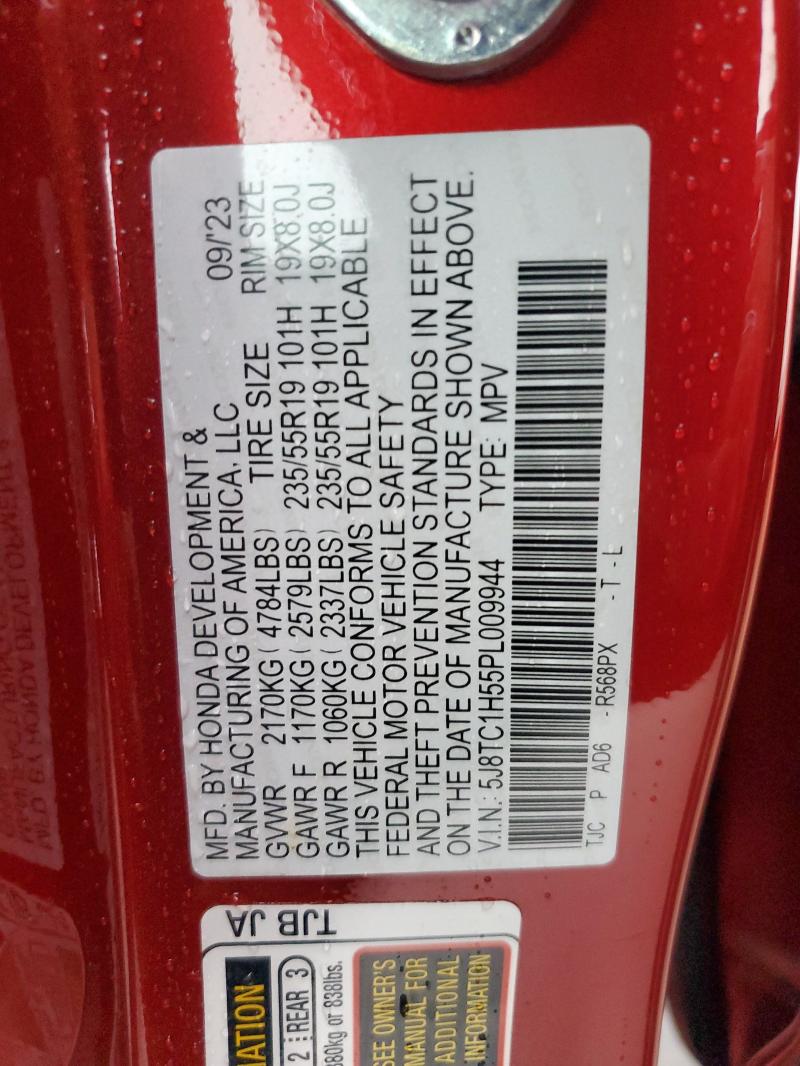 MFD. BY HONDA DEVELOPMENT & 09/'23
MANUFACTURING OF AMERICA, LLC
GVWR 2170KG ( 4784LBS) TIRE SIZE RIM SIZE
GAWR F 1170KG ( 2579LBS) 235/55R19 101H 19X8.0J
GAWR R 1060KG ( 2337LBS) 235/55R19 101H 19X8.0J
THIS VEHICLE CONFORMS TO ALL APPLICABLE
FEDERAL MOTOR VEHICLE SAFETY
AND THEFT PREVENTION STANDARDS IN EFFECT
ON THE DATE OF MANUFACTURE SHOWN ABOVE.
V.I.N.: 5J8TC1H55PL009944 TYPE: MPV
TJC P AD6 -R568PX -T-L
TJB JA
2 REAR 3
838lbs.
SEE OWNER'S
MANUAL FOR
ADDITIONAL
INFORMATION